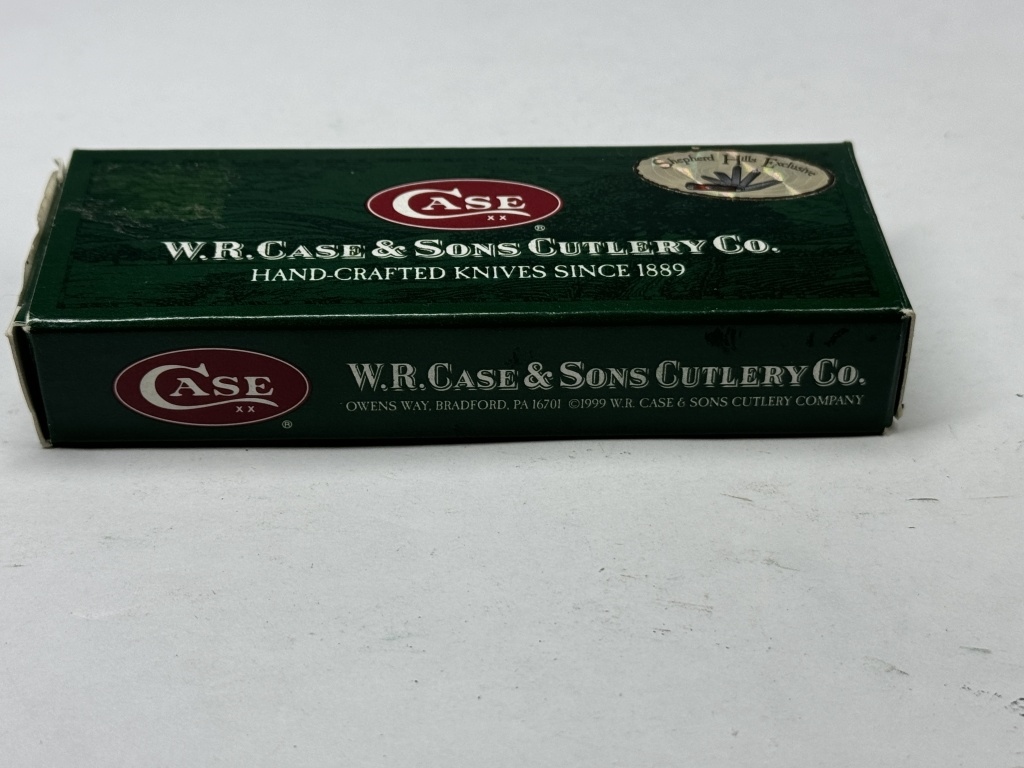 Shepherd Hills Exclusive
CASE
XX
®
W.R. CASE & SONS CUTLERY CO.
HAND-CRAFTED KNIVES SINCE 1889
CASE
XX
®
W.R. CASE & SONS CUTLERY CO.
OWENS WAY, BRADFORD, PA 16701 ©1999 W.R. CASE & SONS CUTLERY COMPANY